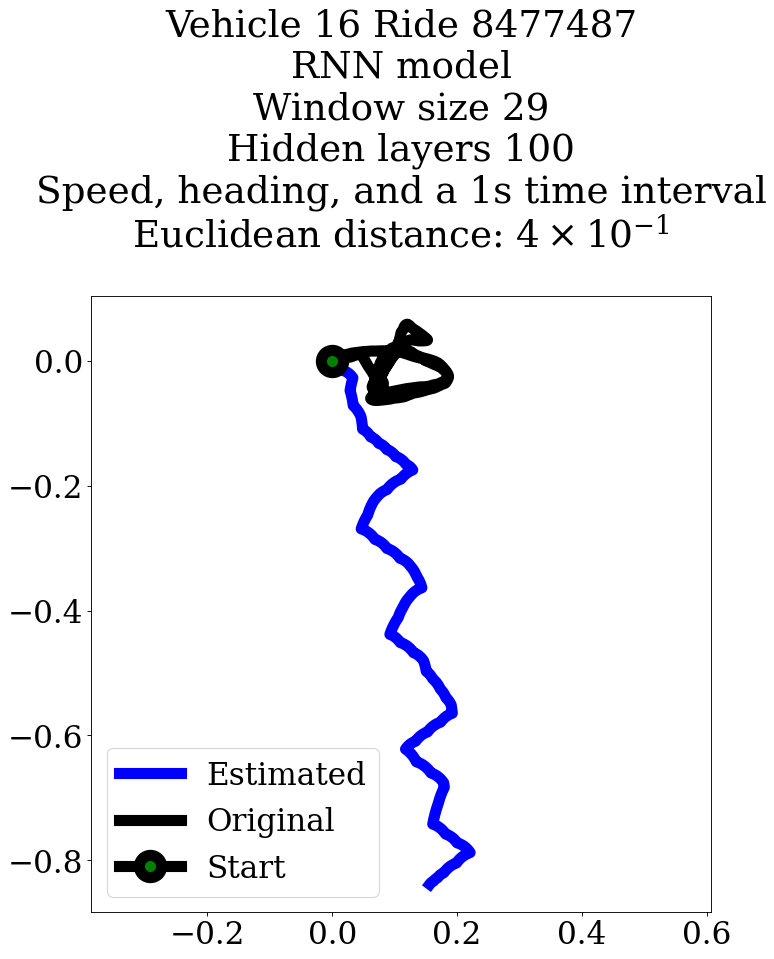 Vehicle 16 Ride 8477487
RNN model
Window size 29
Hidden layers 100
Speed, heading, and a 1s time interval
Euclidean distance: $4 \times 10^{-1}$
0.0
−0.2
−0.4
−0.6
−0.8
Estimated
Original
Start
−0.2 0.0 0.2 0.4 0.6